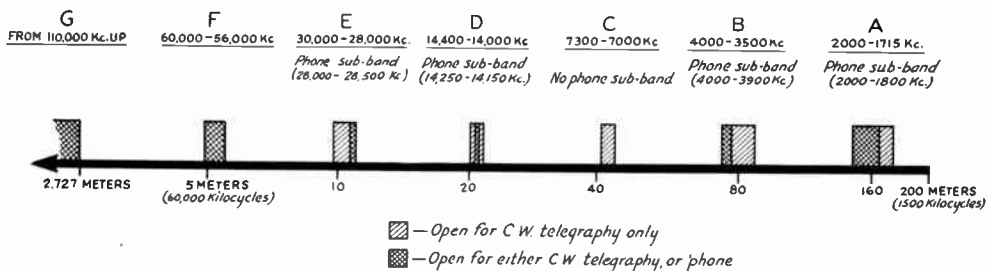 G F E D C B A
FROM 110,000 Kc. UP 60,000-56,000 Kc 30,000-28,000 Kc. 14,400-14,000 Kc 7300-7000 Kc 4000-3500 Kc 2000-1715 Kc.
Phone sub-band Phone sub-band No phone sub-band Phone sub-band Phone sub-band
(28,000-28,500 Kc.) (14,250-14,150 Kc.) (4000-3900 Kc) (2000-1800 Kc.)
2.727 METERS 5 METERS 10 20 40 80 160 200 METERS
(60,000 Kilocycles) (1500 Kilocycles)
—Open for C.W. telegraphy only
—Open for either C.W. telegraphy, or phone